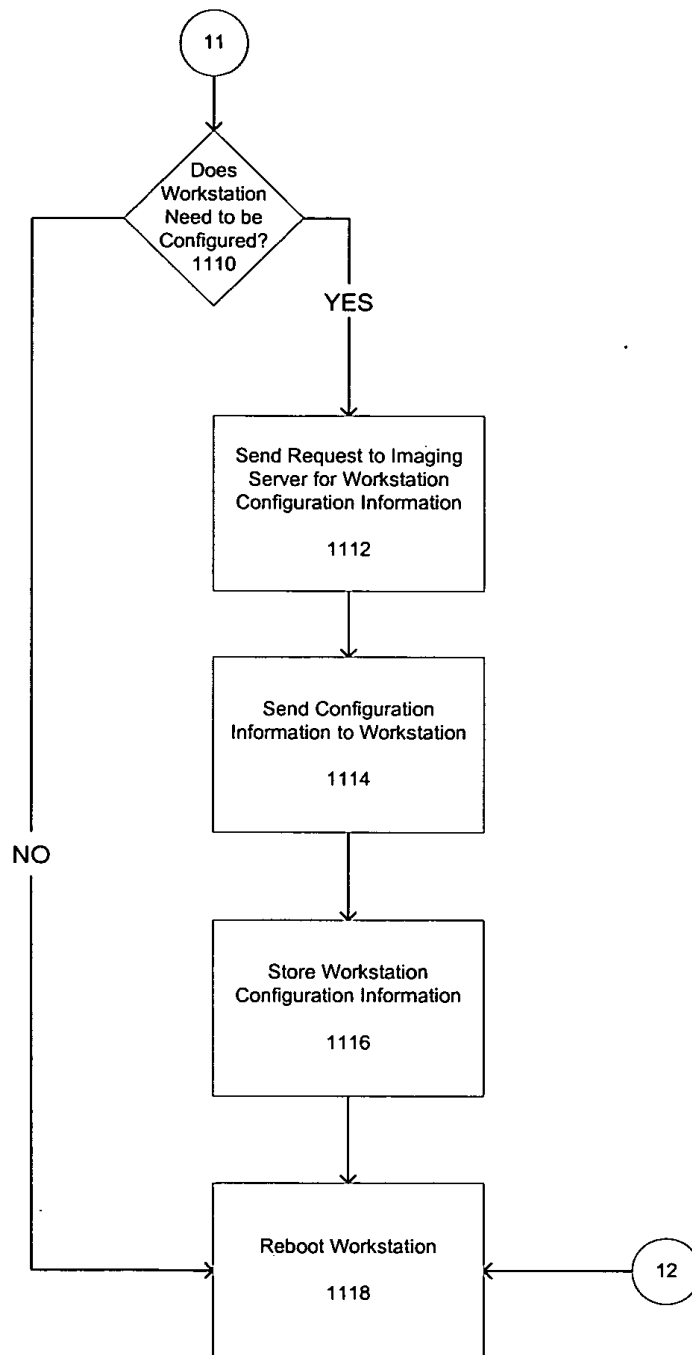 11
Does
Workstation
Need to be
Configured?
1110
YES
Send Request to Imaging
Server for Workstation
Configuration Information
1112
Send Configuration
Information to Workstation
1114
NO
Store Workstation
Configuration Information
1116
Reboot Workstation
1118
12